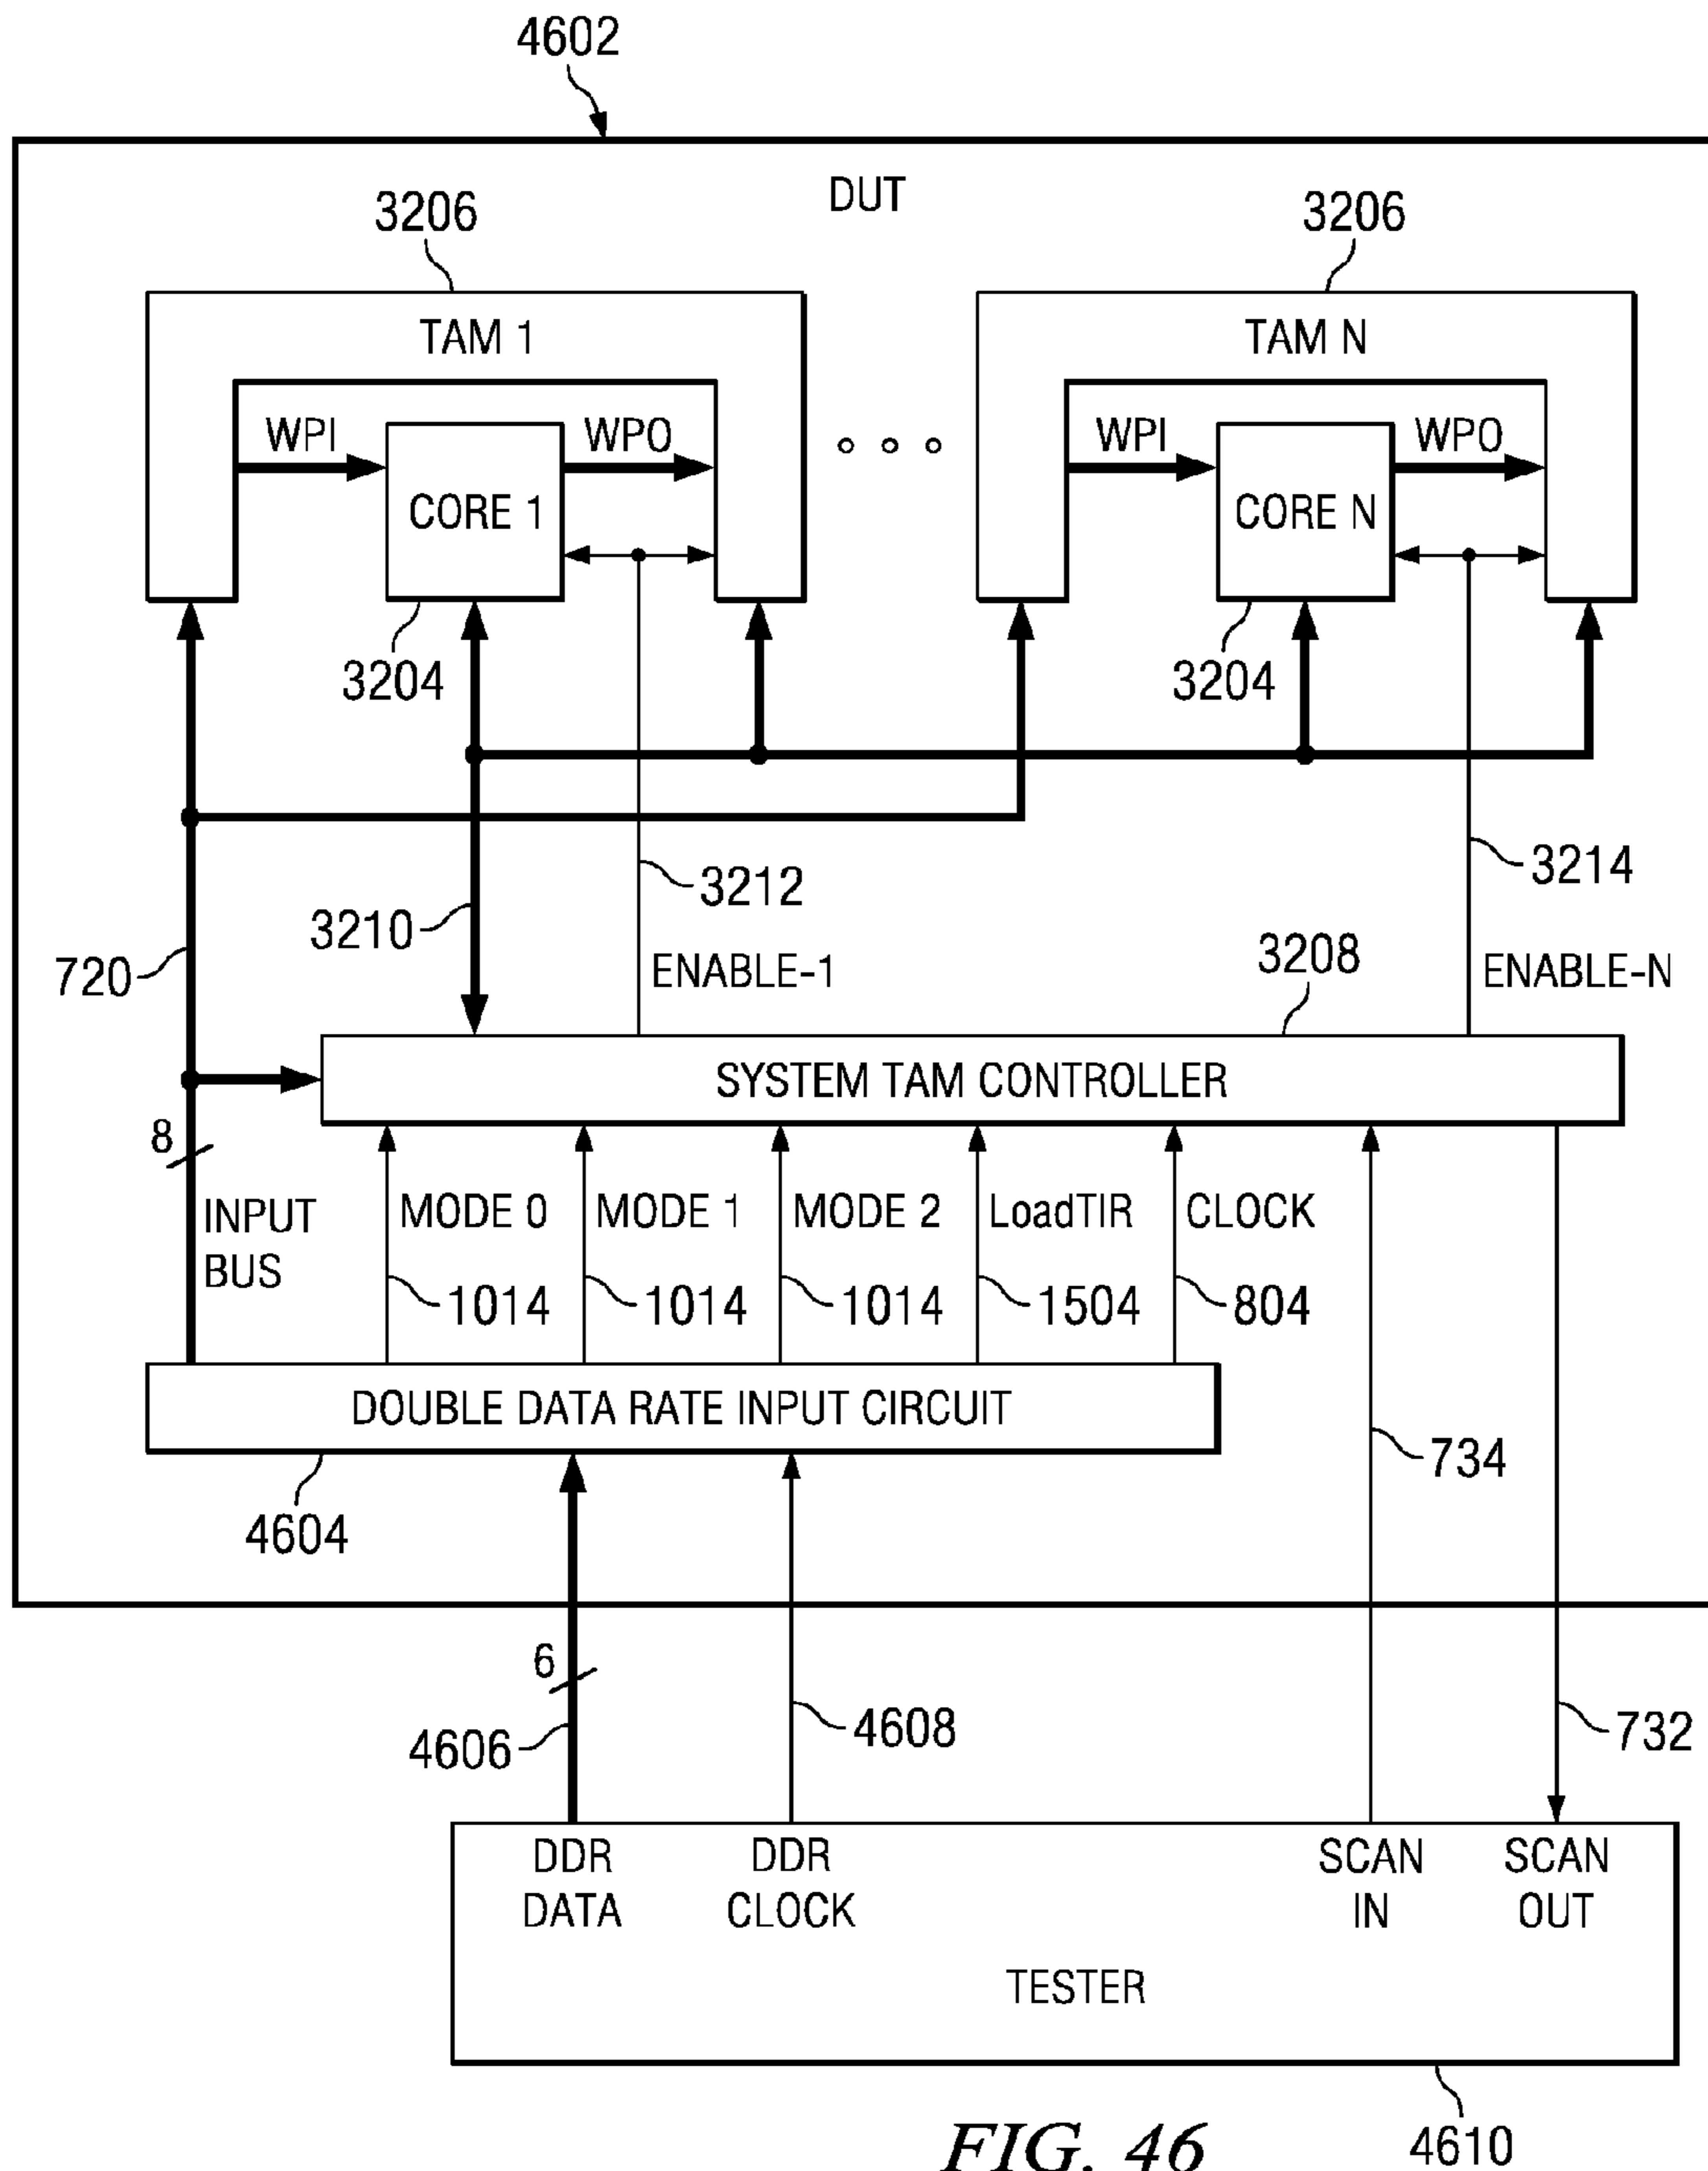 4602
DUT
3206
3206
TAM 1
TAM N
WPI
WPO
WPI
WPO
CORE 1
CORE N
3204
3204
3212
3214
3210
3208
720
ENABLE-1
ENABLE-N
SYSTEM TAM CONTROLLER
8
INPUT
BUS
MODE 0
MODE 1
MODE 2
LoadTIR
CLOCK
1014
1014
1014
1504
804
DOUBLE DATA RATE INPUT CIRCUIT
734
4604
6
4606
4608
732
DDR
DATA
DDR
CLOCK
SCAN
IN
SCAN
OUT
TESTER
FIG. 46
4610